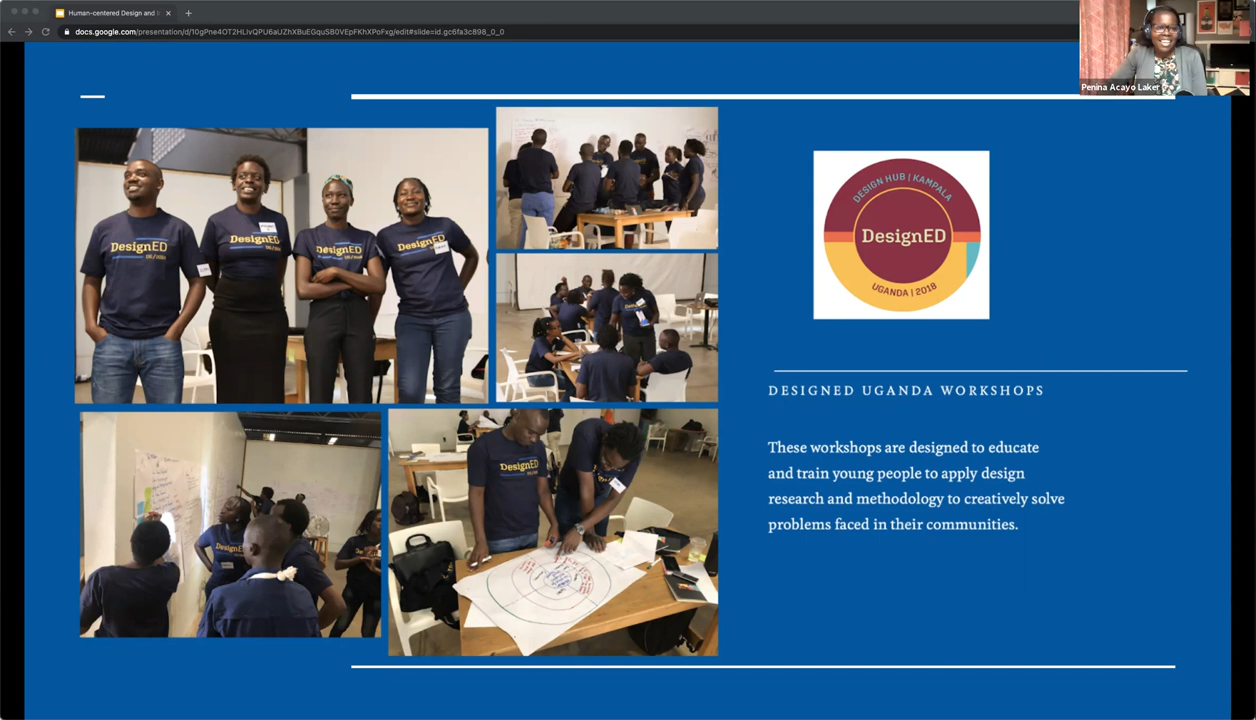 Human-centered Design and I
docs.google.com/presentation/d/10gPne4OT2HLivQPU6aUZhXBuEGquSB0VEpFKhXPoFxg/edit#slide=id.gc6fa3c898_0_0
Penina Acayo Laker
DesignED
DesignED
DesignED
DesignED
DESIGN HUB | KAMPALA
DesignED
UGANDA | 2018
DESIGNED UGANDA WORKSHOPS
These workshops are designed to educate
and train young people to apply design
research and methodology to creatively solve
problems faced in their communities.
DesignED
DesignED